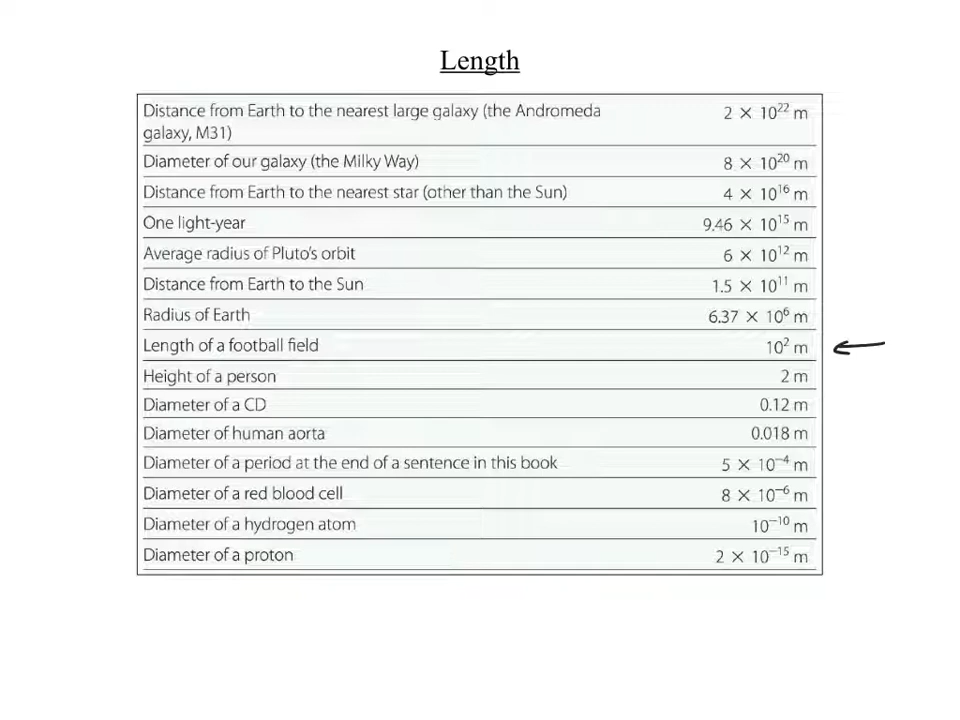 Length
Distance from Earth to the nearest large galaxy (the Andromeda galaxy, M31) 2 × 10²² m
Diameter of our galaxy (the Milky Way) 8 × 10²⁰ m
Distance from Earth to the nearest star (other than the Sun) 4 × 10¹⁶ m
One light-year 9.46 × 10¹⁵ m
Average radius of Pluto's orbit 6 × 10¹² m
Distance from Earth to the Sun 1.5 × 10¹¹ m
Radius of Earth 6.37 × 10⁶ m
Length of a football field 10² m
Height of a person 2 m
Diameter of a CD 0.12 m
Diameter of human aorta 0.018 m
Diameter of a period at the end of a sentence in this book 5 × 10⁻⁴ m
Diameter of a red blood cell 8 × 10⁻⁶ m
Diameter of a hydrogen atom 10⁻¹⁰ m
Diameter of a proton 2 × 10⁻¹⁵ m